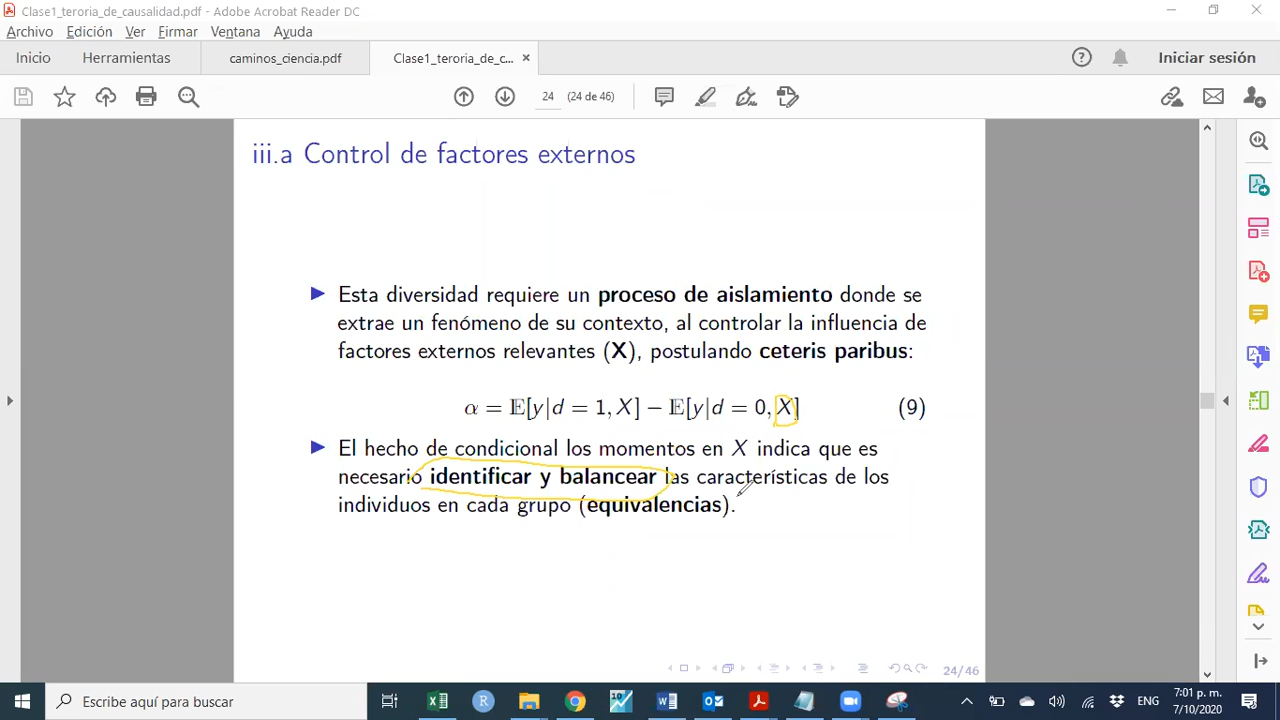 Clase1_teroria_de_causalidad.pdf - Adobe Acrobat Reader DC
Archivo Edición Ver Firmar Ventana Ayuda
Inicio Herramientas caminos_ciencia.pdf Clase1_teroria_de_c... × Iniciar sesión
24 (24 de 46)
iii.a Control de factores externos
Esta diversidad requiere un proceso de aislamiento donde se
extrae un fenómeno de su contexto, al controlar la influencia de
factores externos relevantes (X), postulando ceteris paribus:
α = 𝔼[y|d = 1, X] − 𝔼[y|d = 0, X] (9)
El hecho de condicional los momentos en X indica que es
necesario identificar y balancear las características de los
individuos en cada grupo (equivalencias).
24/46
Escribe aquí para buscar
ENG
7:01 p. m.
7/10/2020